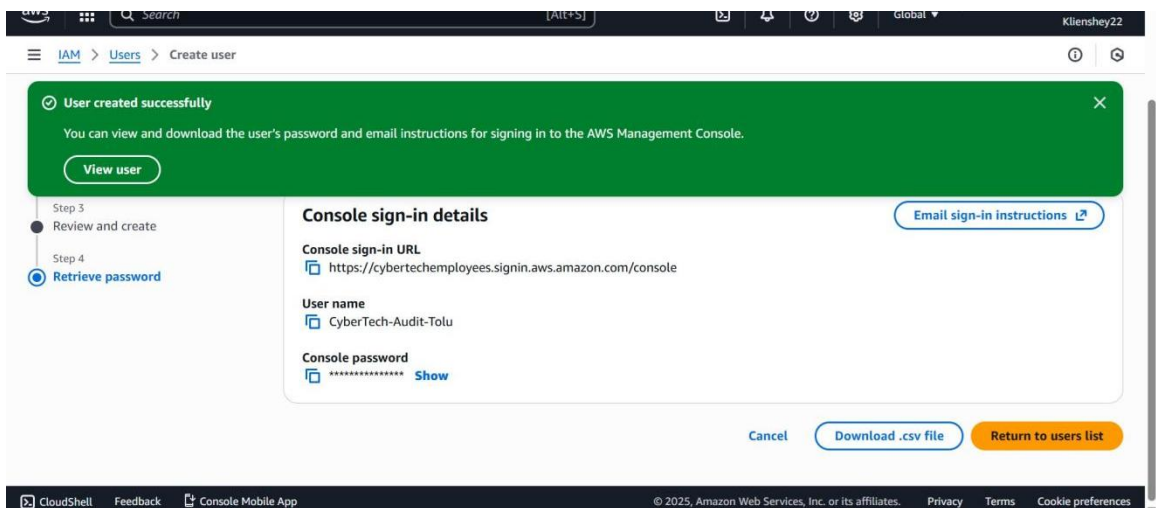 aws
Search
[Alt+S]
Global
Klienshey22
IAM > Users > Create user
User created successfully
You can view and download the user's password and email instructions for signing in to the AWS Management Console.
View user
Step 3
Review and create
Step 4
Retrieve password
Console sign-in details
Email sign-in instructions
Console sign-in URL
https://cybertechemployees.signin.aws.amazon.com/console
User name
CyberTech-Audit-Tolu
Console password
*************** Show
Cancel
Download .csv file
Return to users list
CloudShell Feedback Console Mobile App
© 2025, Amazon Web Services, Inc. or its affiliates. Privacy Terms Cookie preferences